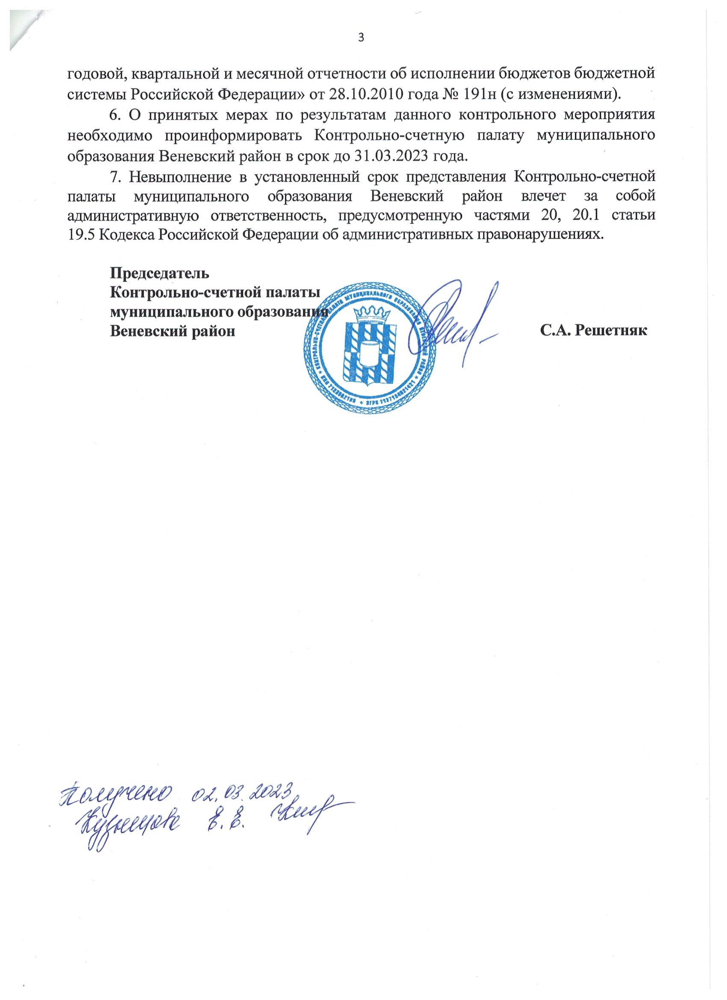 3
годовой, квартальной и месячной отчетности об исполнении бюджетов бюджетной
системы Российской Федерации» от 28.10.2010 года № 191н (с изменениями).
6. О принятых мерах по результатам данного контрольного мероприятия
необходимо проинформировать Контрольно-счетную палату муниципального
образования Веневский район в срок до 31.03.2023 года.
7. Невыполнение в установленный срок представления Контрольно-счетной
палаты муниципального образования Веневский район влечет за собой
административную ответственность, предусмотренную частями 20, 20.1 статьи
19.5 Кодекса Российской Федерации об административных правонарушениях.
Председатель
Контрольно-счетной палаты
муниципального образования
Веневский район
С.А. Решетняк
КОНТРОЛЬНО-СЧЕТНАЯ ПАЛАТА МУНИЦИПАЛЬНОГО ОБРАЗОВАНИЯ ВЕНЕВСКИЙ РАЙОН
Получено 02.03.2023
Кузнецова Е.Е.